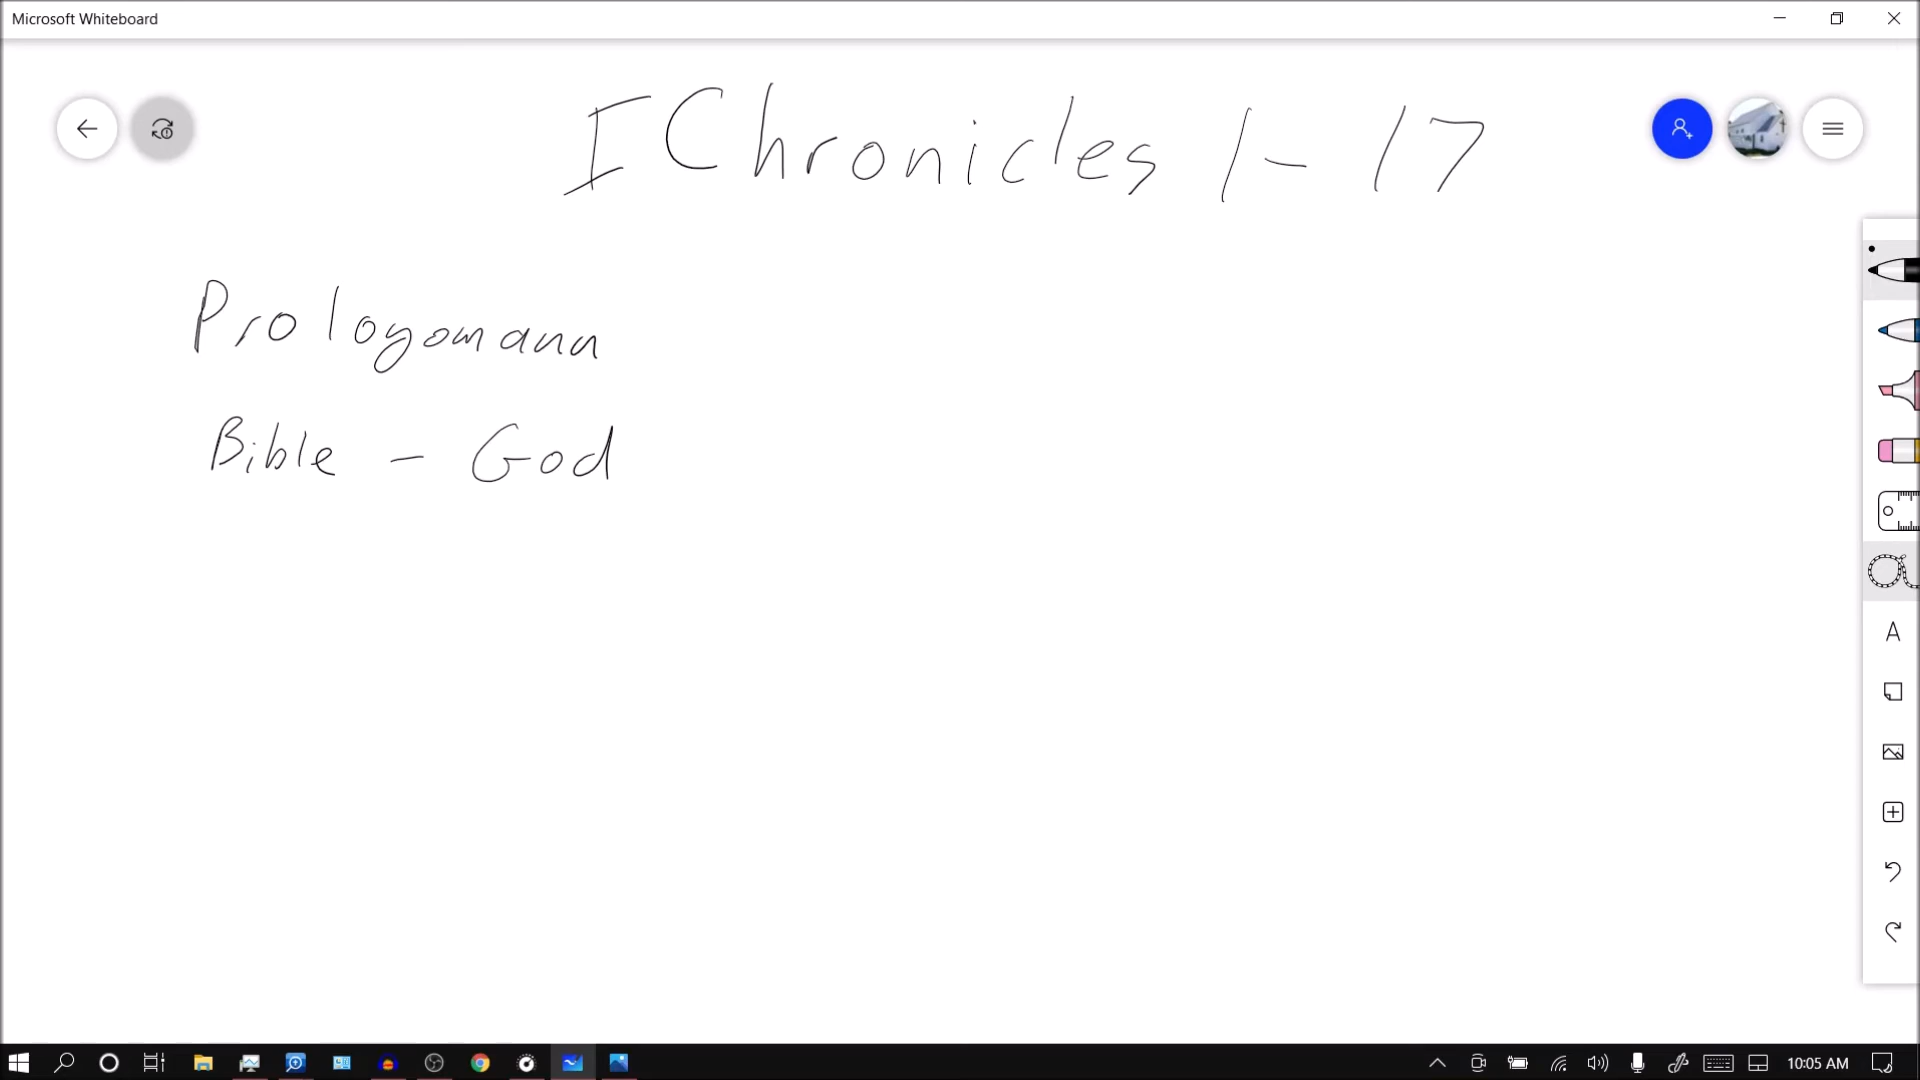 Microsoft Whiteboard
I Chronicles 1-17
Prologomana
Bible - God
A
10:05 AM